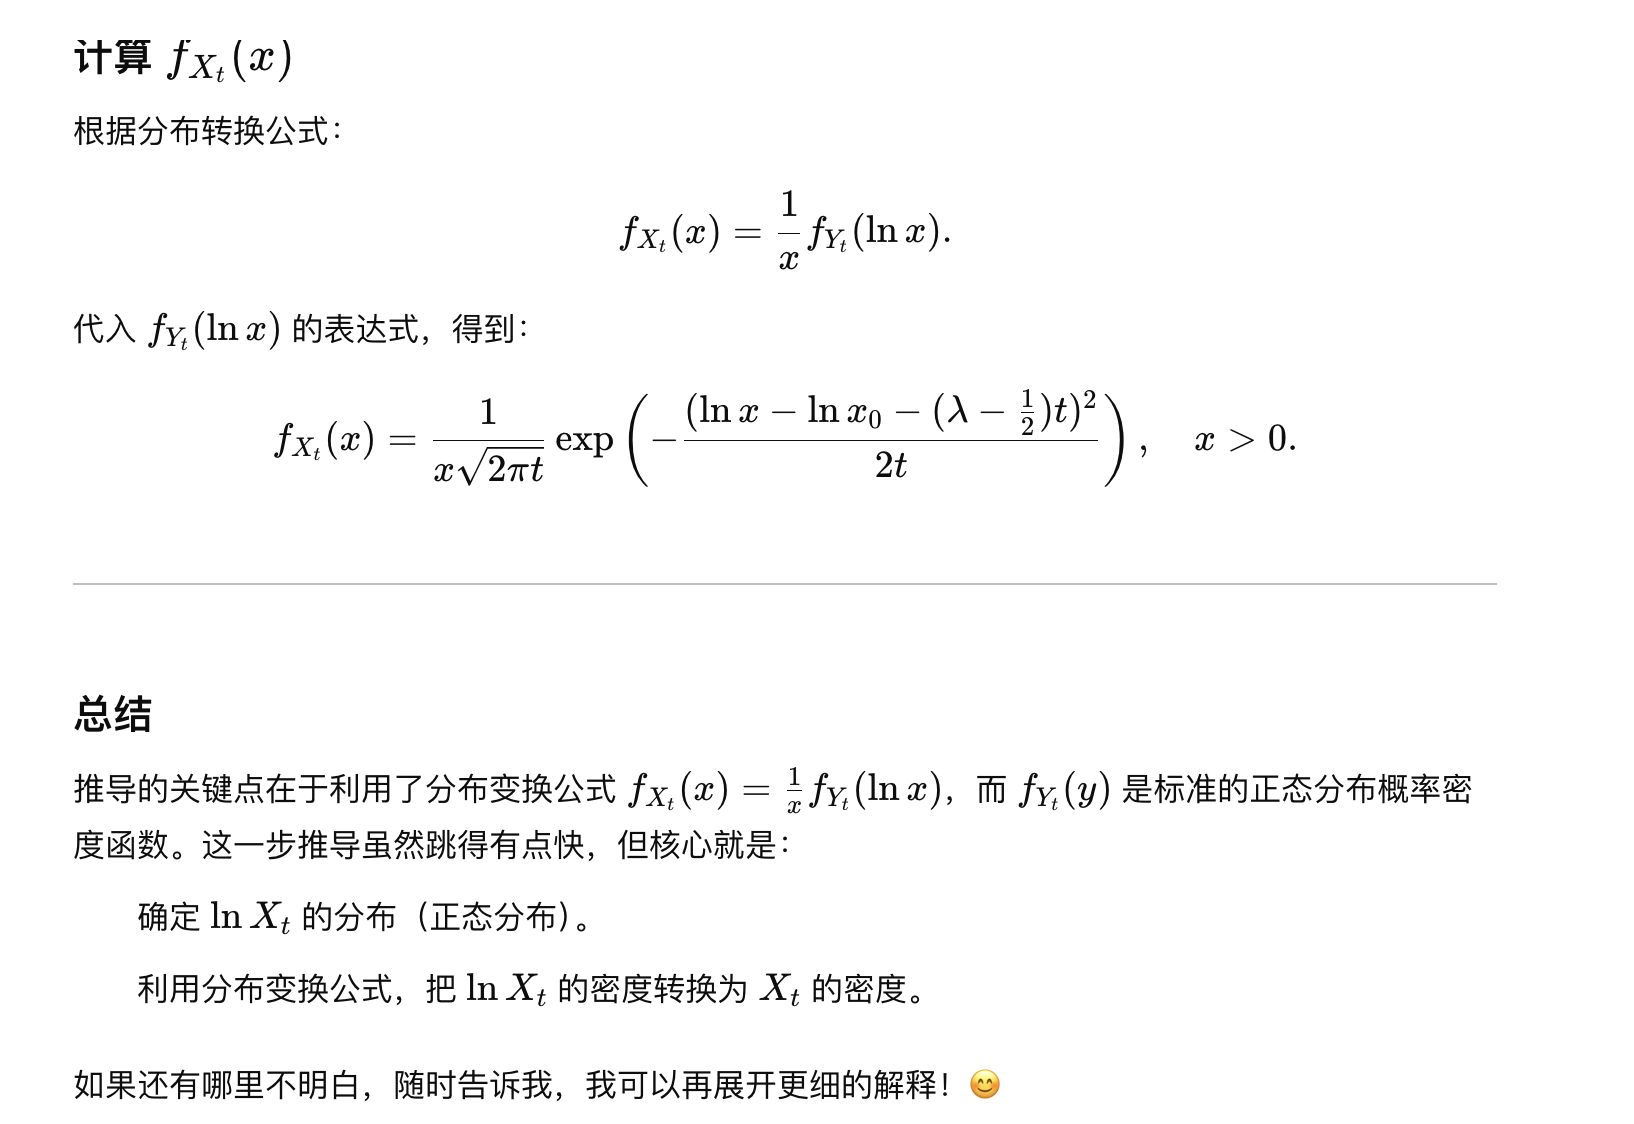 计算 f_{X_t}(x)
根据分布转换公式：
f_{X_t}(x) = \frac{1}{x} f_{Y_t}(\ln x).
代入 f_{Y_t}(\ln x) 的表达式，得到：
f_{X_t}(x) = \frac{1}{x\sqrt{2\pi t}} \exp\left(-\frac{(\ln x - \ln x_0 - (\lambda - \frac{1}{2})t)^2}{2t}\right), \quad x > 0.
总结
推导的关键点在于利用了分布变换公式 f_{X_t}(x) = \frac{1}{x} f_{Y_t}(\ln x)，而 f_{Y_t}(y) 是标准的正态分布概率密
度函数。这一步推导虽然跳得有点快，但核心就是：
确定 \ln X_t 的分布（正态分布）。
利用分布变换公式，把 \ln X_t 的密度转换为 X_t 的密度。
如果还有哪里不明白，随时告诉我，我可以再展开更细的解释！😊